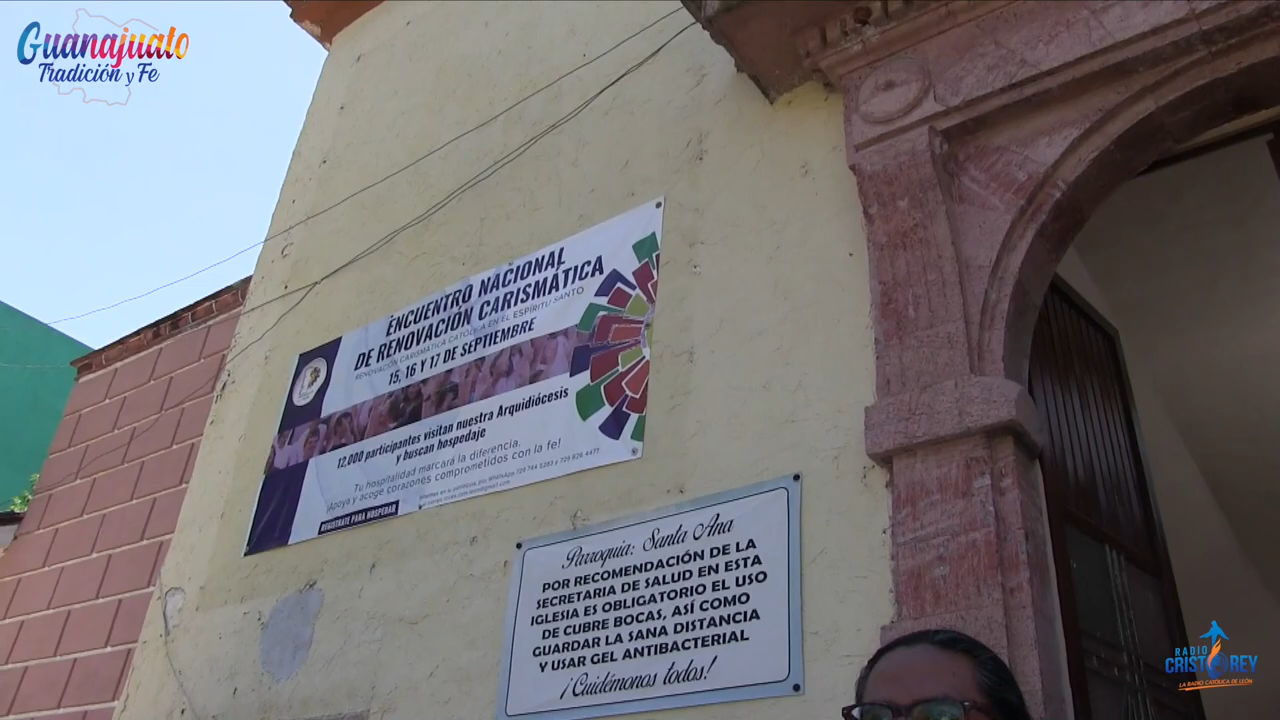 Guanajuato
Tradición y Fe
ENCUENTRO NACIONAL
DE RENOVACIÓN CARISMÁTICA
RENOVACIÓN CARISMÁTICA CATÓLICA EN EL ESPÍRITU SANTO
15, 16 Y 17 DE SEPTIEMBRE
12,000 participantes visitan nuestra Arquidiócesis
y buscan hospedaje
Tu hospitalidad marcará la diferencia.
¡Apoya y acoge corazones comprometidos con la fe!
REGÍSTRATE PARA HOSPEDAR
Parroquia: Santa Ana
POR RECOMENDACIÓN DE LA
SECRETARIA DE SALUD EN ESTA
IGLESIA ES OBLIGATORIO EL USO
DE CUBRE BOCAS, ASÍ COMO
GUARDAR LA SANA DISTANCIA
Y USAR GEL ANTIBACTERIAL
¡Cuidémonos todos!
RADIO
CRISTO REY
LA RADIO CATÓLICA DE LEÓN